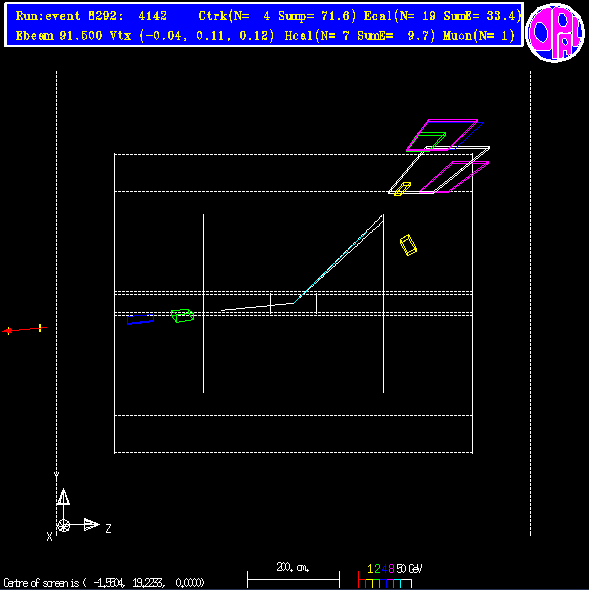 Run:event 8292: 4142 Ctrk(N= 4 Sump= 71.6) Ecal(N= 19 SumE= 33.4)
Ebeam 91.500 Vtx (-0.04, 0.11, 0.12) Hcal(N= 7 SumE= 9.7) Muon(N= 1)
OPAL
Y
X
Z
200. cm.
1 2 4 8 50 GeV
Centre of screen is ( -1.5504, 19.2233, 0.0000)